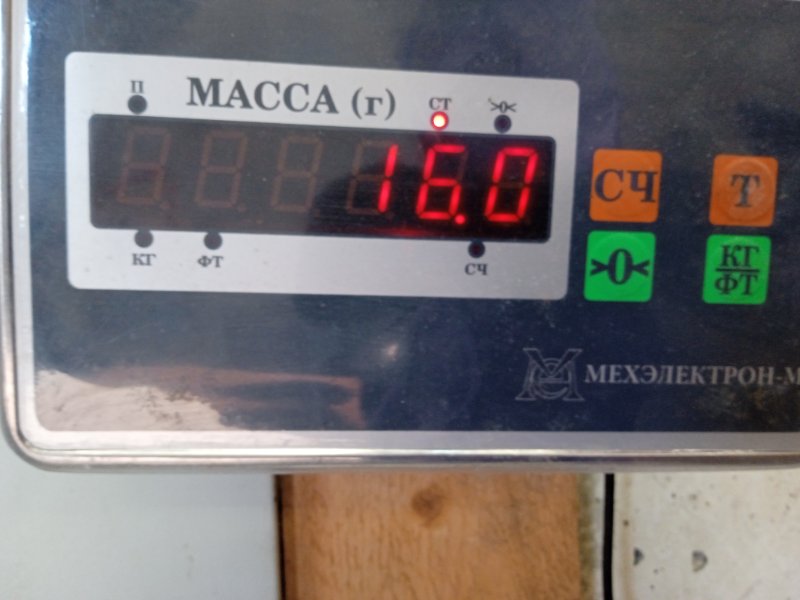 П
МАССА (г)
СТ
>0<
16.0
КГ
ФТ
СЧ
СЧ
Т
>0<
КГ
ФТ
МЕХЭЛЕКТРОН-М